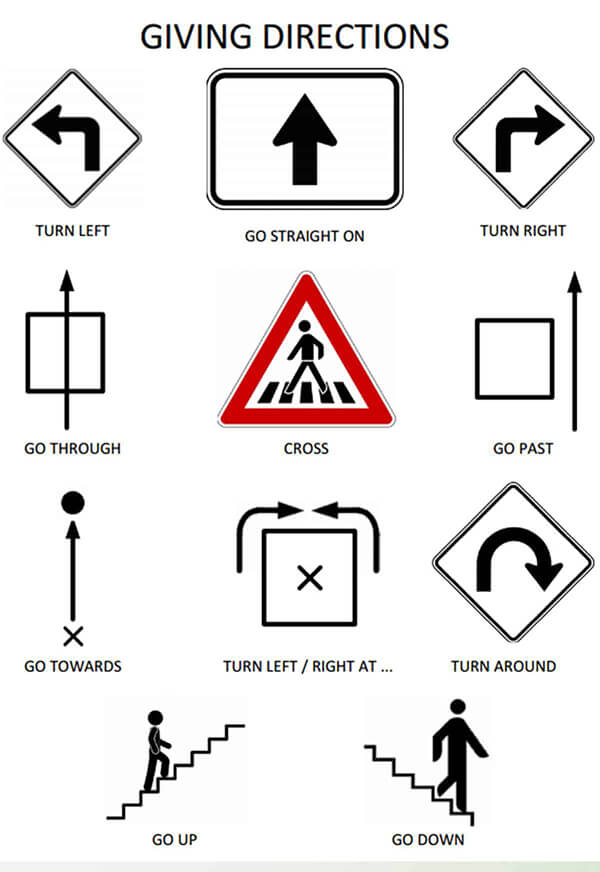 GIVING DIRECTIONS
TURN LEFT
GO STRAIGHT ON
TURN RIGHT
GO THROUGH
CROSS
GO PAST
GO TOWARDS
TURN LEFT / RIGHT AT ...
TURN AROUND
GO UP
GO DOWN